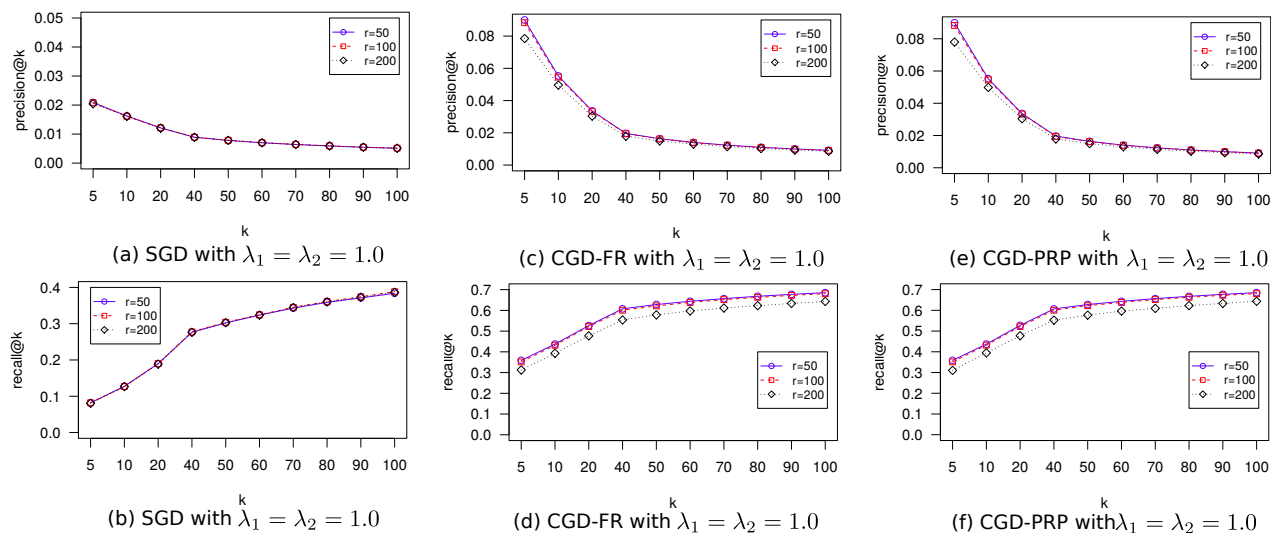 precision@k
0.05
0.04
0.03
0.02
0.01
0.00
r=50
r=100
r=200
5 10 20 40 50 60 70 80 90 100
k
(a) SGD with λ₁ = λ₂ = 1.0
precision@k
0.08
0.06
0.04
0.02
0.00
r=50
r=100
r=200
5 10 20 40 50 60 70 80 90 100
k
(c) CGD-FR with λ₁ = λ₂ = 1.0
precision@k
0.08
0.06
0.04
0.02
0.00
r=50
r=100
r=200
5 10 20 40 50 60 70 80 90 100
k
(e) CGD-PRP with λ₁ = λ₂ = 1.0
recall@k
0.4
0.3
0.2
0.1
0.0
r=50
r=100
r=200
5 10 20 40 50 60 70 80 90 100
k
(b) SGD with λ₁ = λ₂ = 1.0
recall@k
0.7
0.6
0.5
0.4
0.3
0.2
0.1
0.0
r=50
r=100
r=200
5 10 20 40 50 60 70 80 90 100
k
(d) CGD-FR with λ₁ = λ₂ = 1.0
recall@k
0.7
0.6
0.5
0.4
0.3
0.2
0.1
0.0
r=50
r=100
r=200
5 10 20 40 50 60 70 80 90 100
k
(f) CGD-PRP with λ₁ = λ₂ = 1.0